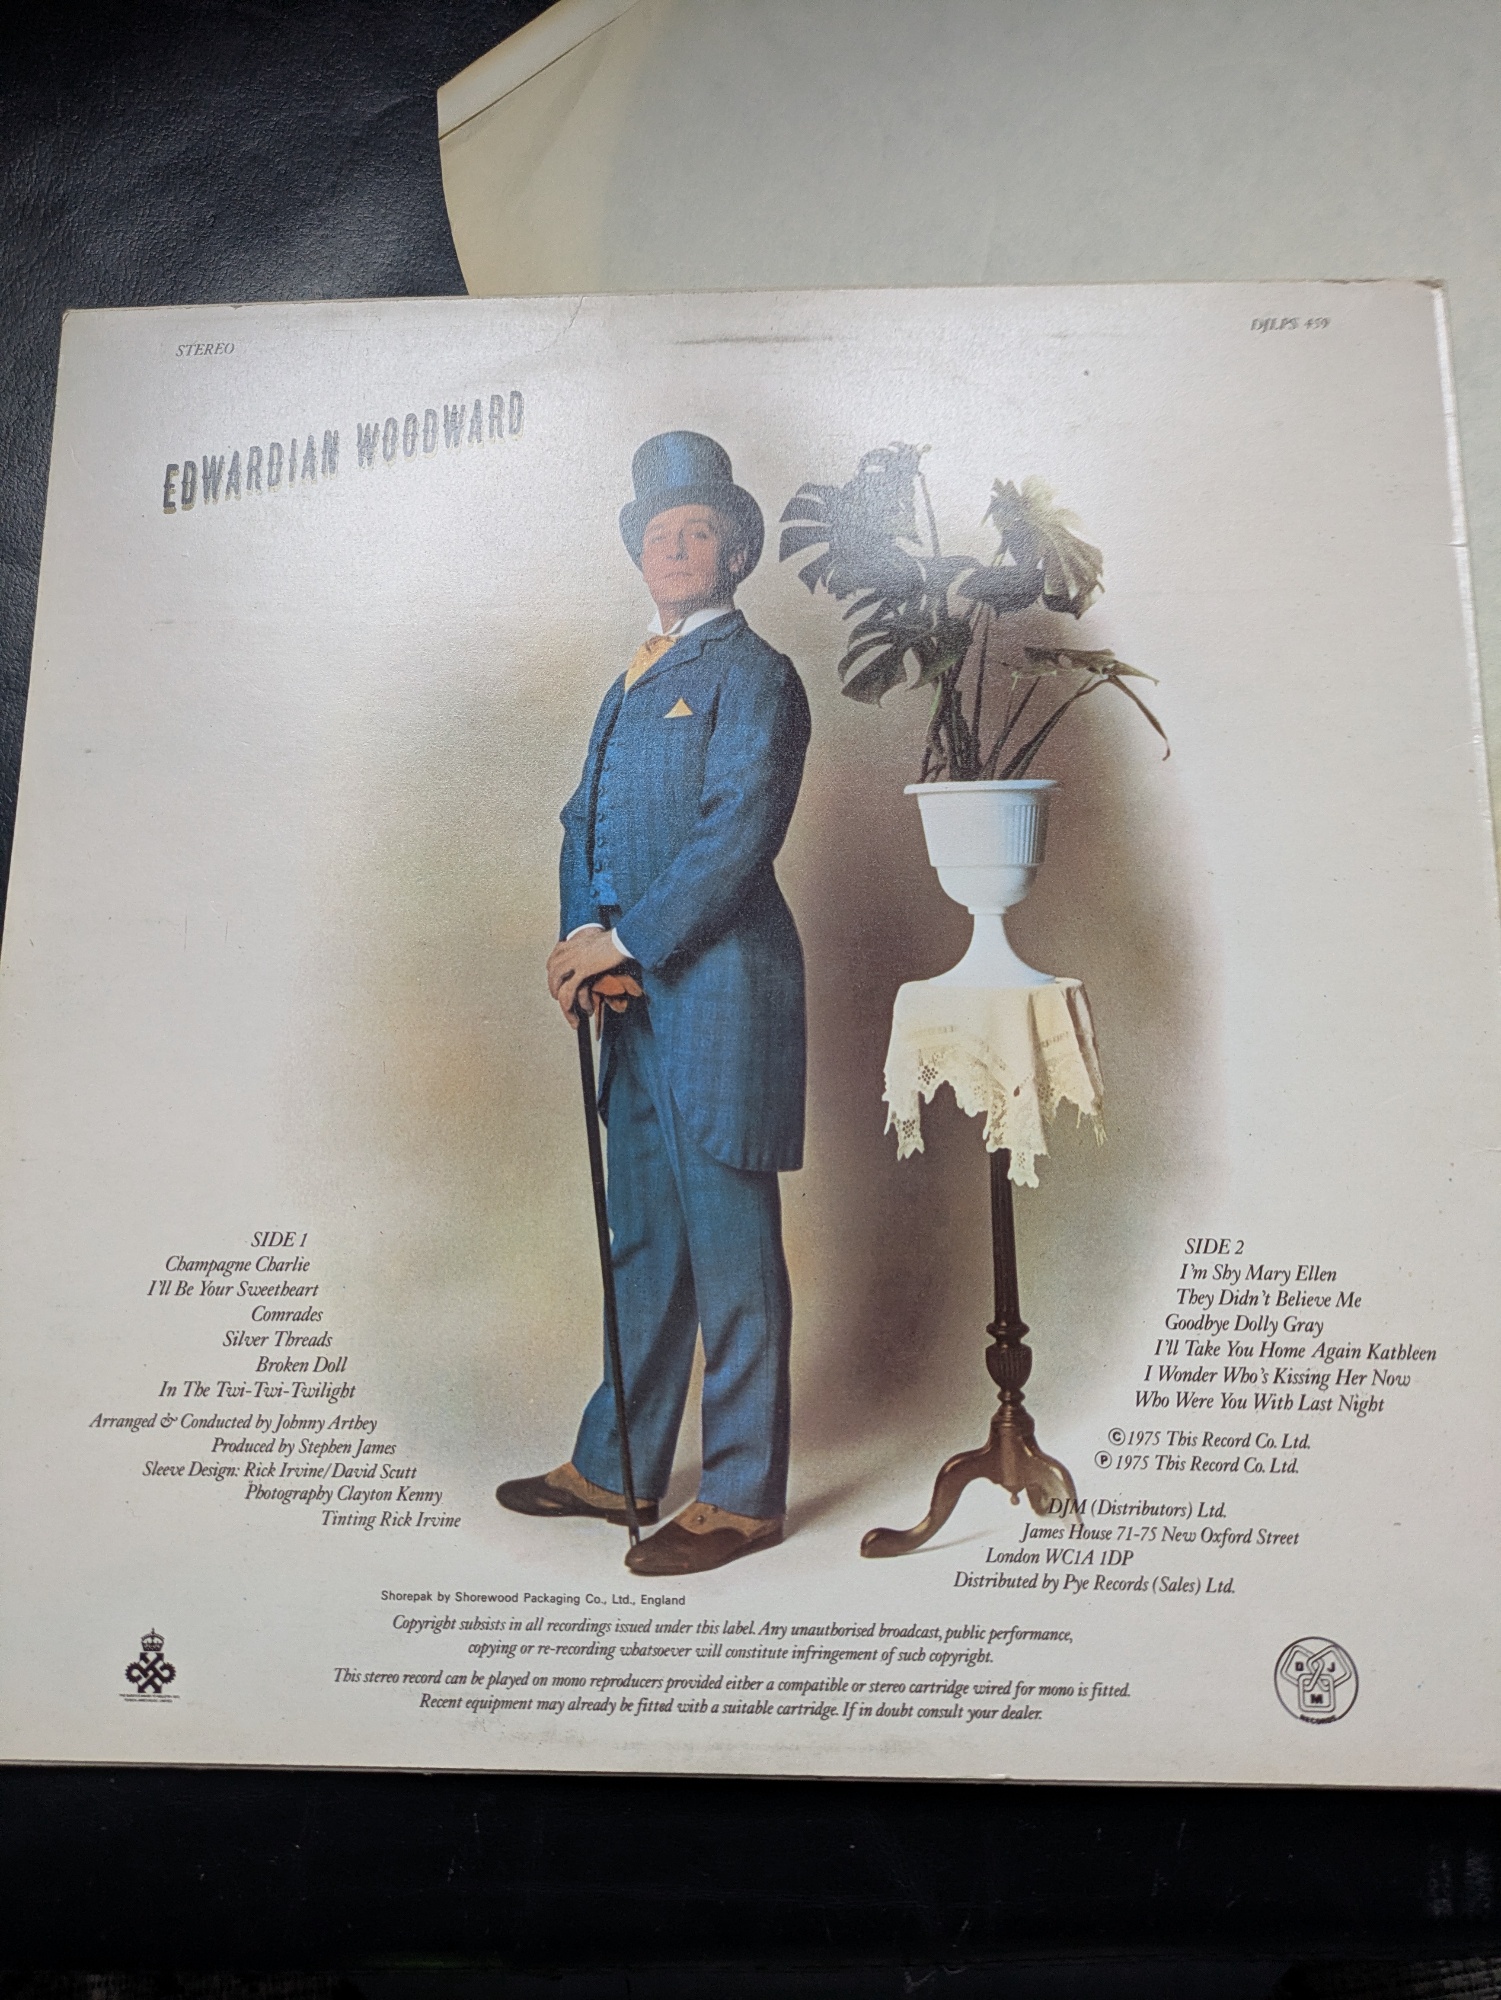 STEREO
DJLPS 459
EDWARDIAN WOODWARD
SIDE 1
Champagne Charlie
I'll Be Your Sweetheart
Comrades
Silver Threads
Broken Doll
In The Twi-Twi-Twilight
Arranged & Conducted by Johnny Arthey
Produced by Stephen James
Sleeve Design: Rick Irvine/David Scutt
Photography Clayton Kenny
Tinting Rick Irvine
SIDE 2
I'm Shy Mary Ellen
They Didn't Believe Me
Goodbye Dolly Gray
I'll Take You Home Again Kathleen
I Wonder Who's Kissing Her Now
Who Were You With Last Night
©1975 This Record Co. Ltd.
℗1975 This Record Co. Ltd.
DJM (Distributors) Ltd.
James House 71-75 New Oxford Street
London WC1A 1DP
Distributed by Pye Records (Sales) Ltd.
Shorepak by Shorewood Packaging Co., Ltd., England
Copyright subsists in all recordings issued under this label. Any unauthorised broadcast, public performance,
copying or re-recording whatsoever will constitute infringement of such copyright.
This stereo record can be played on mono reproducers provided either a compatible or stereo cartridge wired for mono is fitted.
Recent equipment may already be fitted with a suitable cartridge. If in doubt consult your dealer.
D J
M
RECORDS